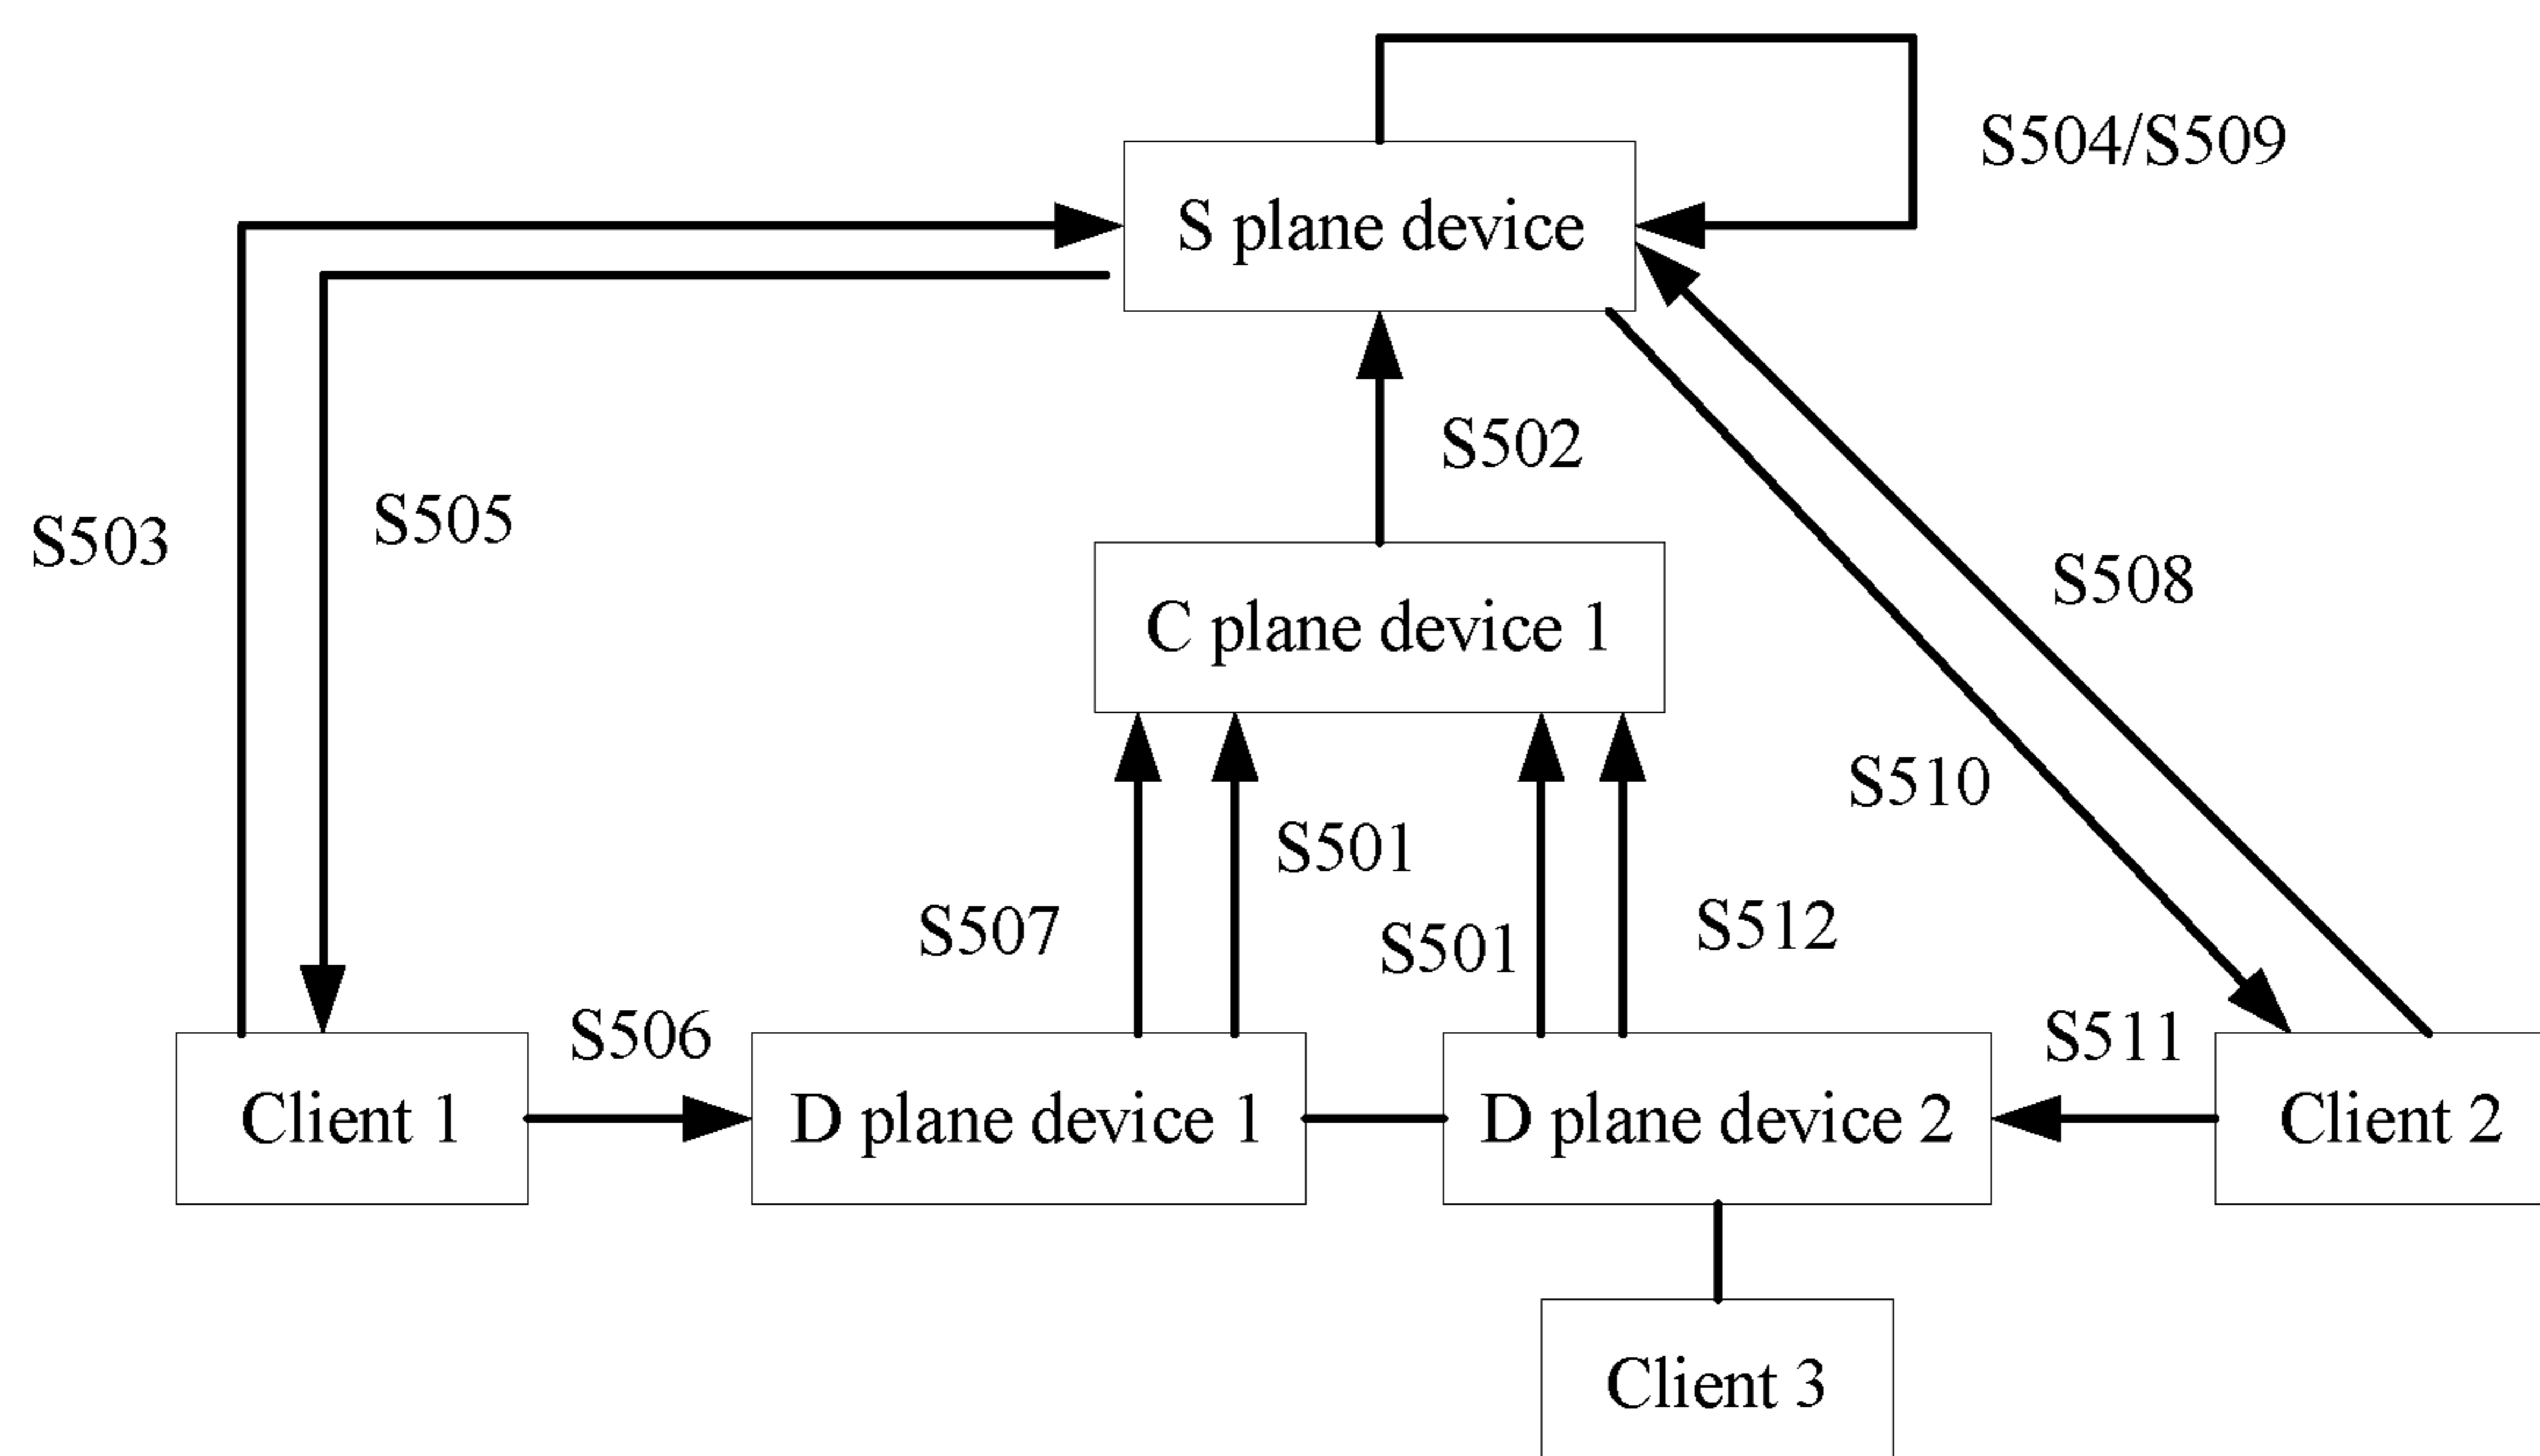 S504/S509
S plane device
S502
S503
S505
S508
C plane device 1
S510
S501
S507
S501
S512
S506
S511
Client 1
D plane device 1
D plane device 2
Client 2
Client 3